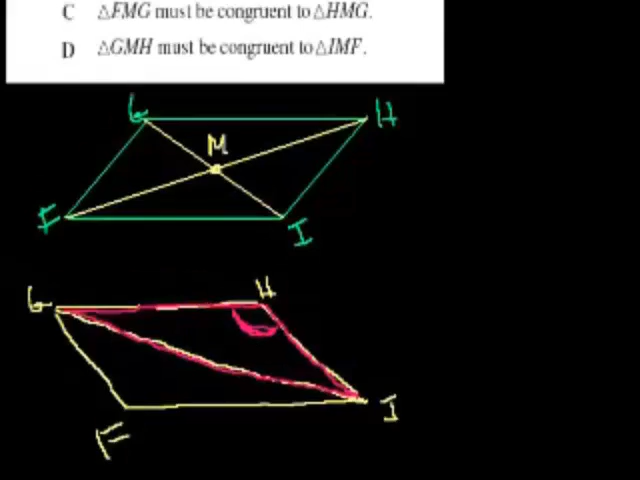 C △FMG must be congruent to △HMG.
D △GMH must be congruent to △IMF.
G H
M
F I
G H
F I